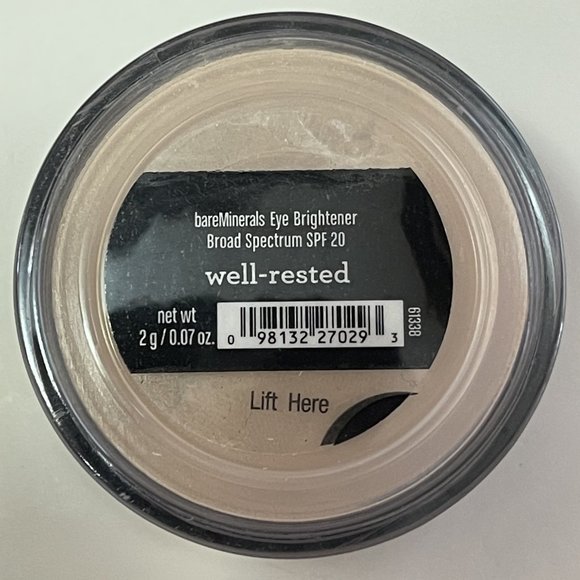 bareMinerals Eye Brightener
Broad Spectrum SPF 20
well-rested
net wt
2 g / 0.07 oz.
0 98132 27029 3
61338
Lift Here